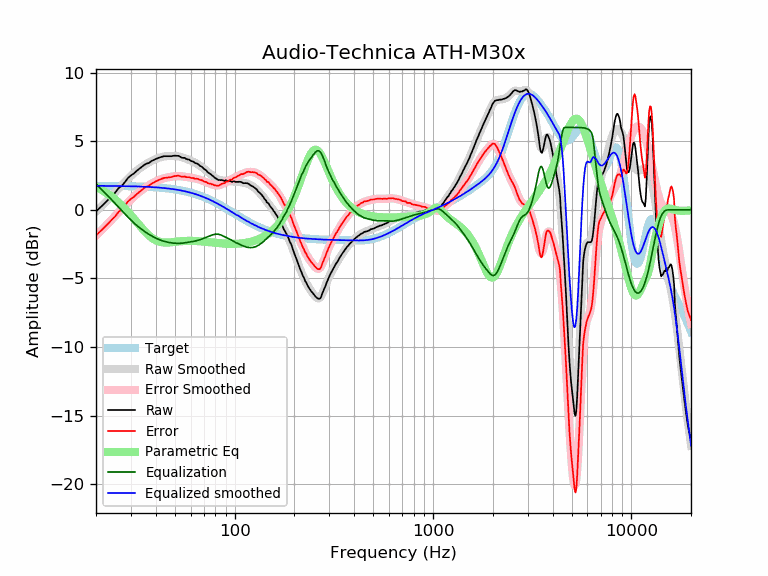 Audio-Technica ATH-M30x
10
5
0
−5
−10
−15
−20
Amplitude (dBr)
Target
Raw Smoothed
Error Smoothed
Raw
Error
Parametric Eq
Equalization
Equalized smoothed
100
1000
10000
Frequency (Hz)